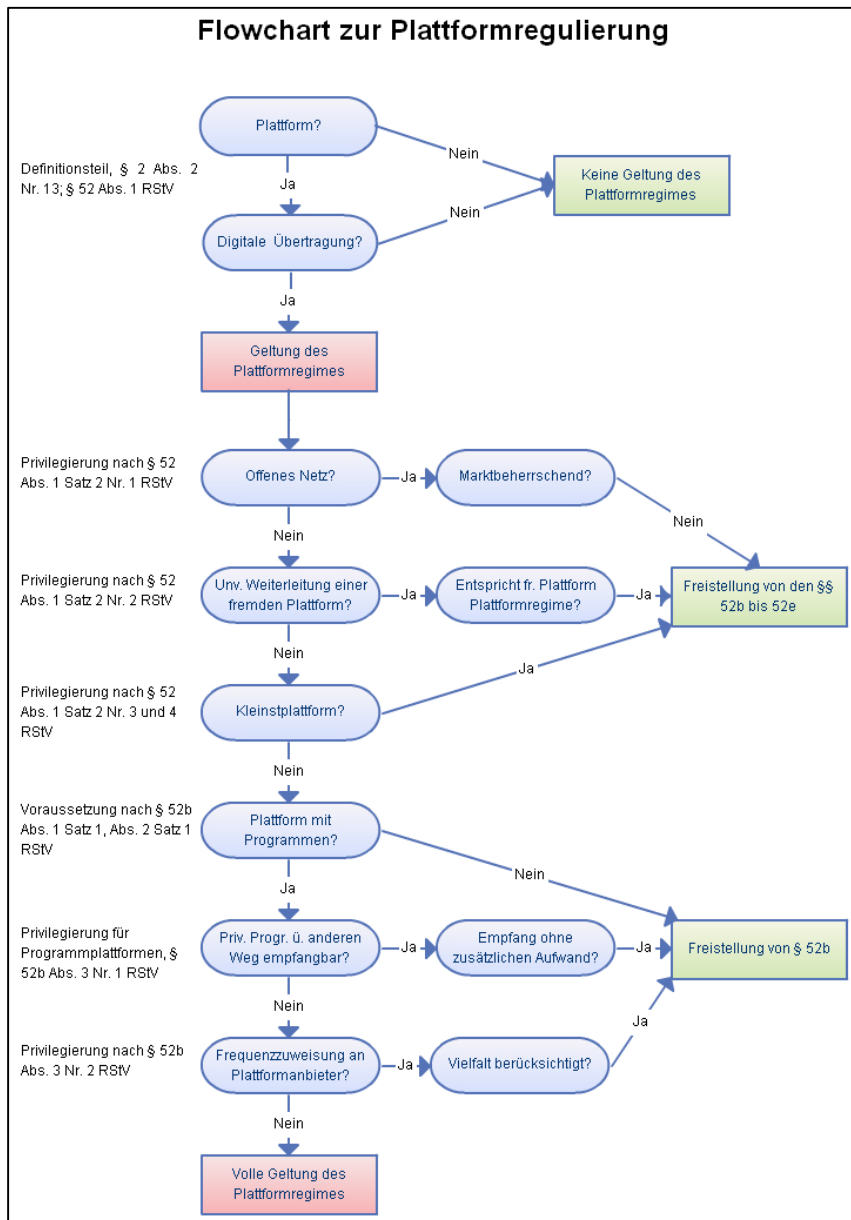 Flowchart zur Plattformregulierung
Plattform?
Nein
Definitionsteil, § 2 Abs. 2
Nr. 13; § 52 Abs. 1 RStV
Ja
Keine Geltung des
Plattformregimes
Nein
Digitale Übertragung?
Ja
Geltung des
Plattformregimes
Privilegierung nach § 52
Abs. 1 Satz 2 Nr. 1 RStV
Offenes Netz?
Ja
Marktbeherrschend?
Nein
Nein
Privilegierung nach § 52
Abs. 1 Satz 2 Nr. 2 RStV
Unv. Weiterleitung einer
fremden Plattform?
Ja
Entspricht fr. Plattform
Plattformregime?
Ja
Freistellung von den §§
52b bis 52e
Nein
Ja
Privilegierung nach § 52
Abs. 1 Satz 2 Nr. 3 und 4
RStV
Kleinstplattform?
Nein
Voraussetzung nach § 52b
Abs. 1 Satz 1, Abs. 2 Satz 1
RStV
Plattform mit
Programmen?
Nein
Ja
Privilegierung für
Programmplattformen, §
52b Abs. 3 Nr. 1 RStV
Priv. Progr. ü. anderen
Weg empfangbar?
Ja
Empfang ohne
zusätzlichen Aufwand?
Ja
Freistellung von § 52b
Nein
Ja
Privilegierung nach § 52b
Abs. 3 Nr. 2 RStV
Frequenzzuweisung an
Plattformanbieter?
Ja
Vielfalt berücksichtigt?
Nein
Volle Geltung des
Plattformregimes